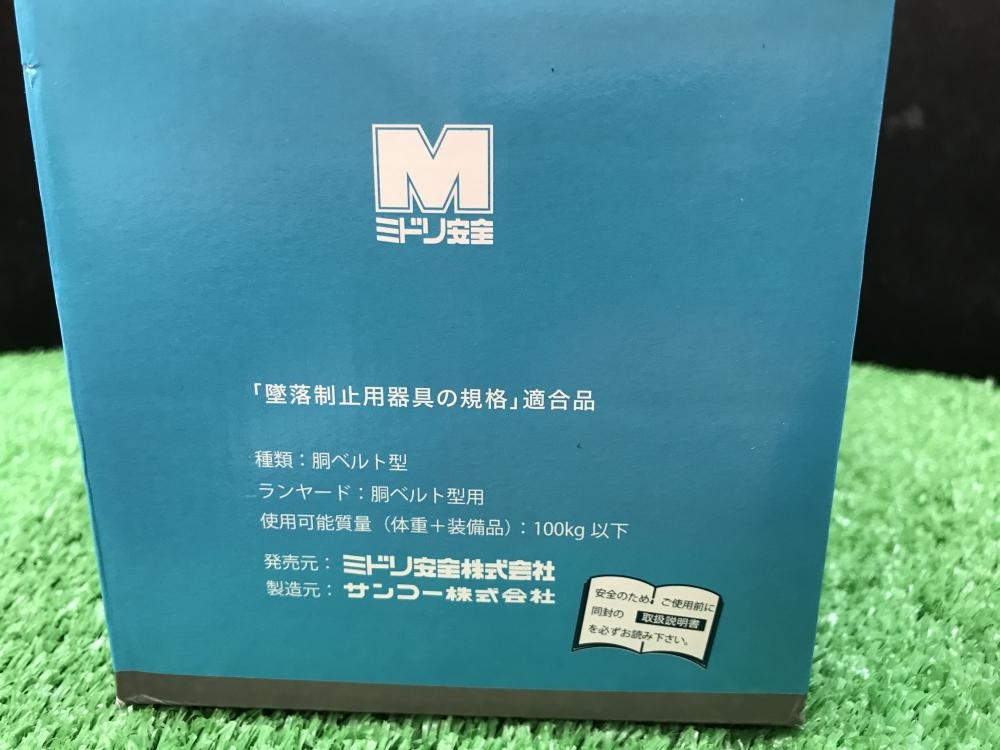 M
ミドリ安全
「墜落制止用器具の規格」適合品
種類：胴ベルト型
ランヤード：胴ベルト型用
使用可能質量（体重＋装備品）：100kg 以下
発売元：ミドリ安全株式会社
製造元：サンコー株式会社
安全のため、ご使用前に
同封の 取扱説明書
を必ずお読み下さい。